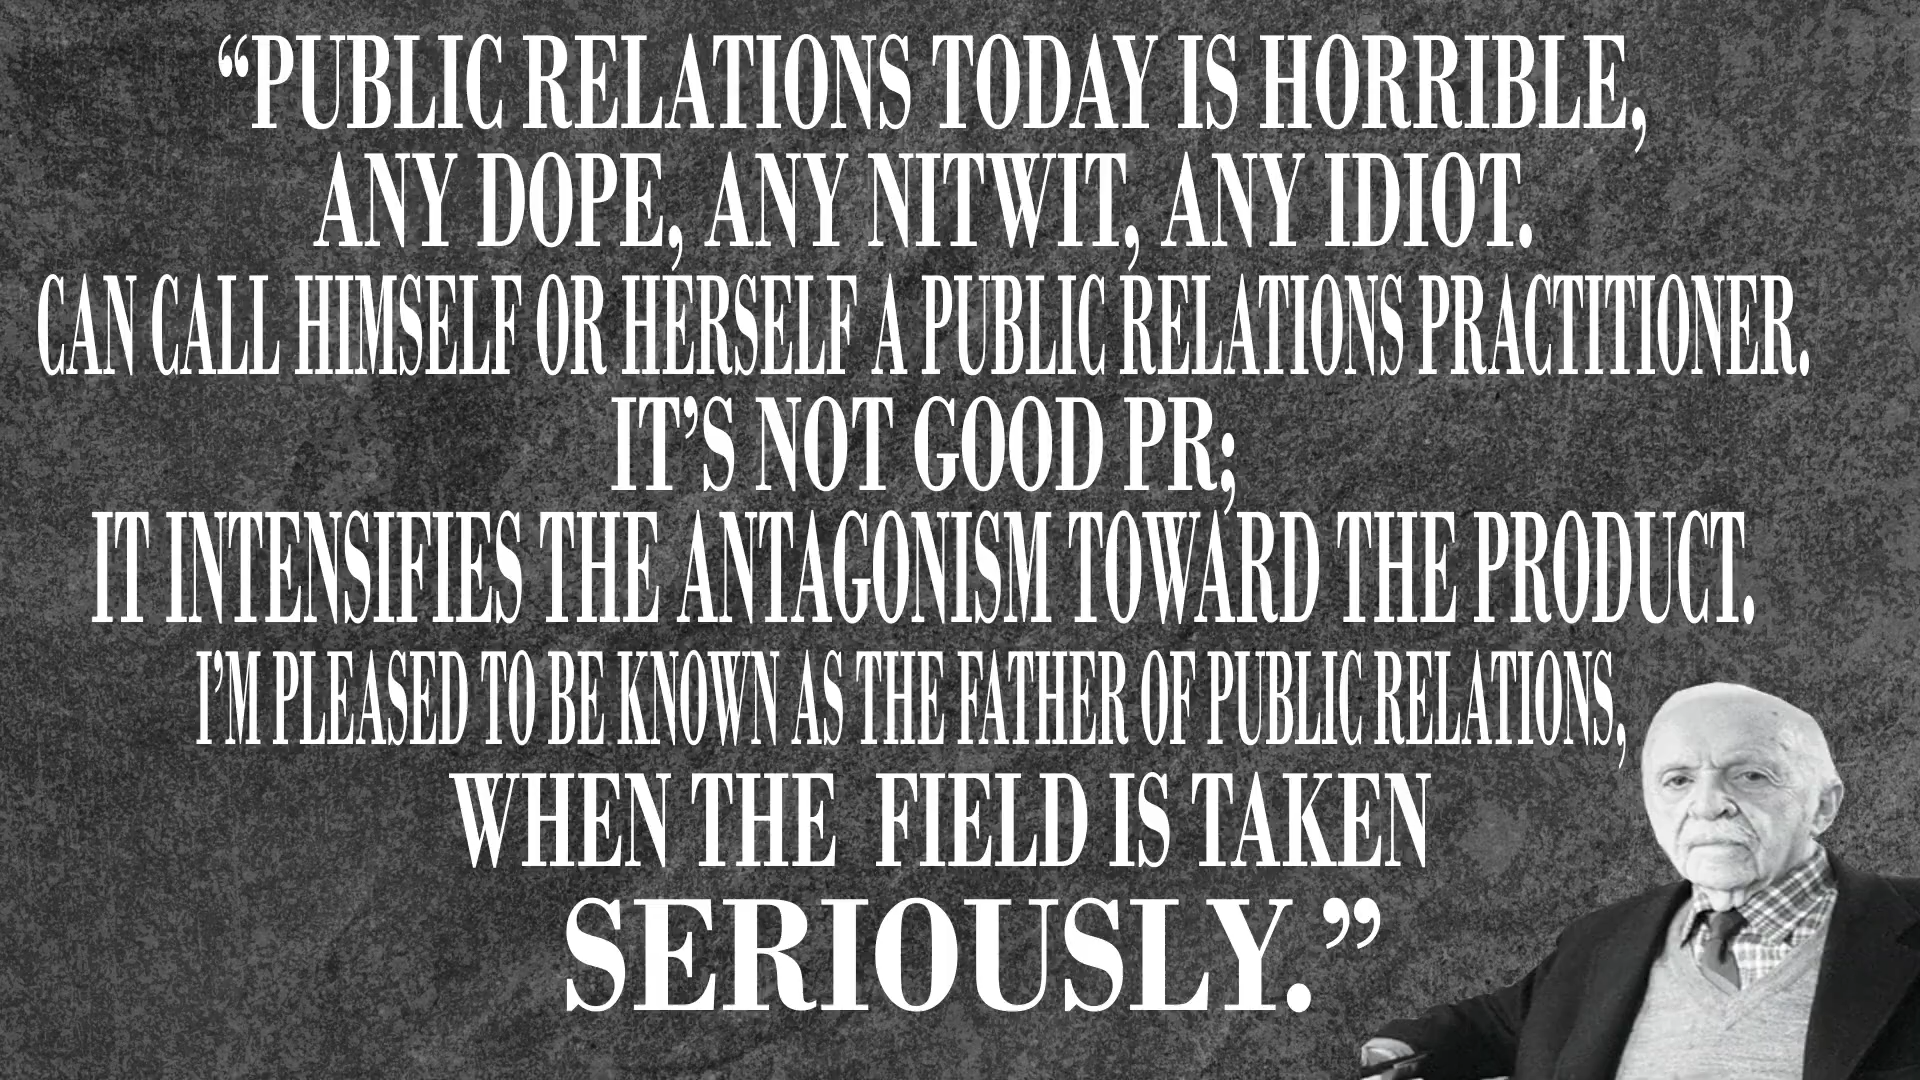 “PUBLIC RELATIONS TODAY IS HORRIBLE,
ANY DOPE, ANY NITWIT, ANY IDIOT.
CAN CALL HIMSELF OR HERSELF A PUBLIC RELATIONS PRACTITIONER.
IT’S NOT GOOD PR;
IT INTENSIFIES THE ANTAGONISM TOWARD THE PRODUCT.
I’M PLEASED TO BE KNOWN AS THE FATHER OF PUBLIC RELATIONS,
WHEN THE FIELD IS TAKEN
SERIOUSLY.”